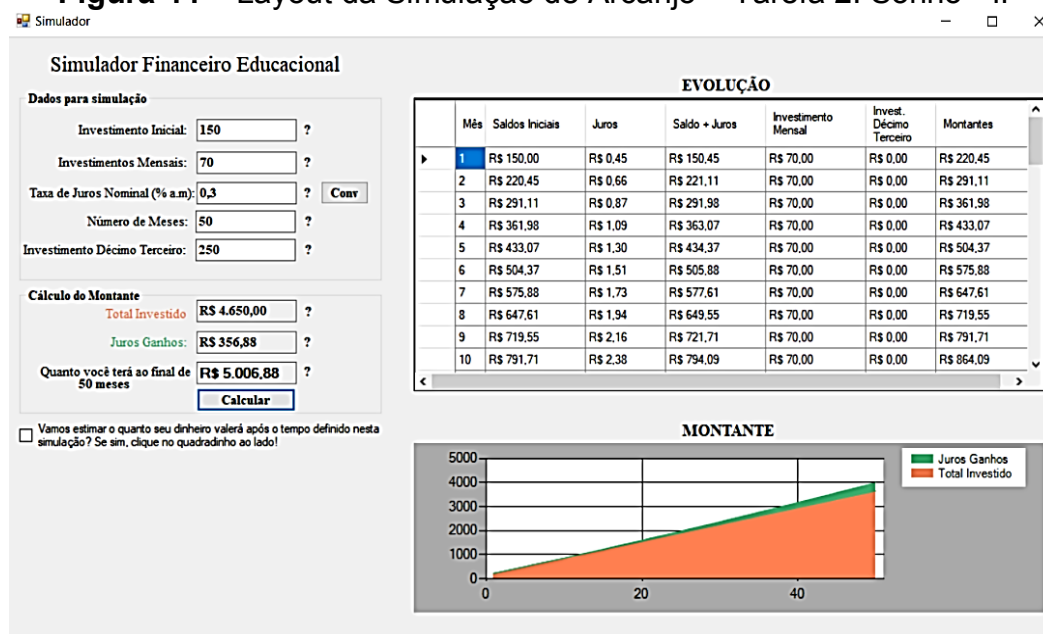 Simulador
Simulador Financeiro Educacional
Dados para simulação
Investimento Inicial: 150 ?
Investimentos Mensais: 70 ?
Taxa de Juros Nominal (% a.m): 0,3 ? Conv
Número de Meses: 50 ?
Investimento Décimo Terceiro: 250 ?
Cálculo do Montante
Total Investido R$ 4.650,00 ?
Juros Ganhos: R$ 356,88 ?
Quanto você terá ao final de
50 meses R$ 5.006,88 ?
Calcular
Vamos estimar o quanto seu dinheiro valerá após o tempo definido nesta
simulação? Se sim, clique no quadradinho ao lado!
EVOLUÇÃO
Mês Saldos Iniciais Juros Saldo + Juros Investimento Mensal Invest. Décimo Terceiro Montantes
1 R$ 150,00 R$ 0,45 R$ 150,45 R$ 70,00 R$ 0,00 R$ 220,45
2 R$ 220,45 R$ 0,66 R$ 221,11 R$ 70,00 R$ 0,00 R$ 291,11
3 R$ 291,11 R$ 0,87 R$ 291,98 R$ 70,00 R$ 0,00 R$ 361,98
4 R$ 361,98 R$ 1,09 R$ 363,07 R$ 70,00 R$ 0,00 R$ 433,07
5 R$ 433,07 R$ 1,30 R$ 434,37 R$ 70,00 R$ 0,00 R$ 504,37
6 R$ 504,37 R$ 1,51 R$ 505,88 R$ 70,00 R$ 0,00 R$ 575,88
7 R$ 575,88 R$ 1,73 R$ 577,61 R$ 70,00 R$ 0,00 R$ 647,61
8 R$ 647,61 R$ 1,94 R$ 649,55 R$ 70,00 R$ 0,00 R$ 719,55
9 R$ 719,55 R$ 2,16 R$ 721,71 R$ 70,00 R$ 0,00 R$ 791,71
10 R$ 791,71 R$ 2,38 R$ 794,09 R$ 70,00 R$ 0,00 R$ 864,09
MONTANTE
5000
4000
3000
2000
1000
0
0 20 40
Juros Ganhos
Total Investido